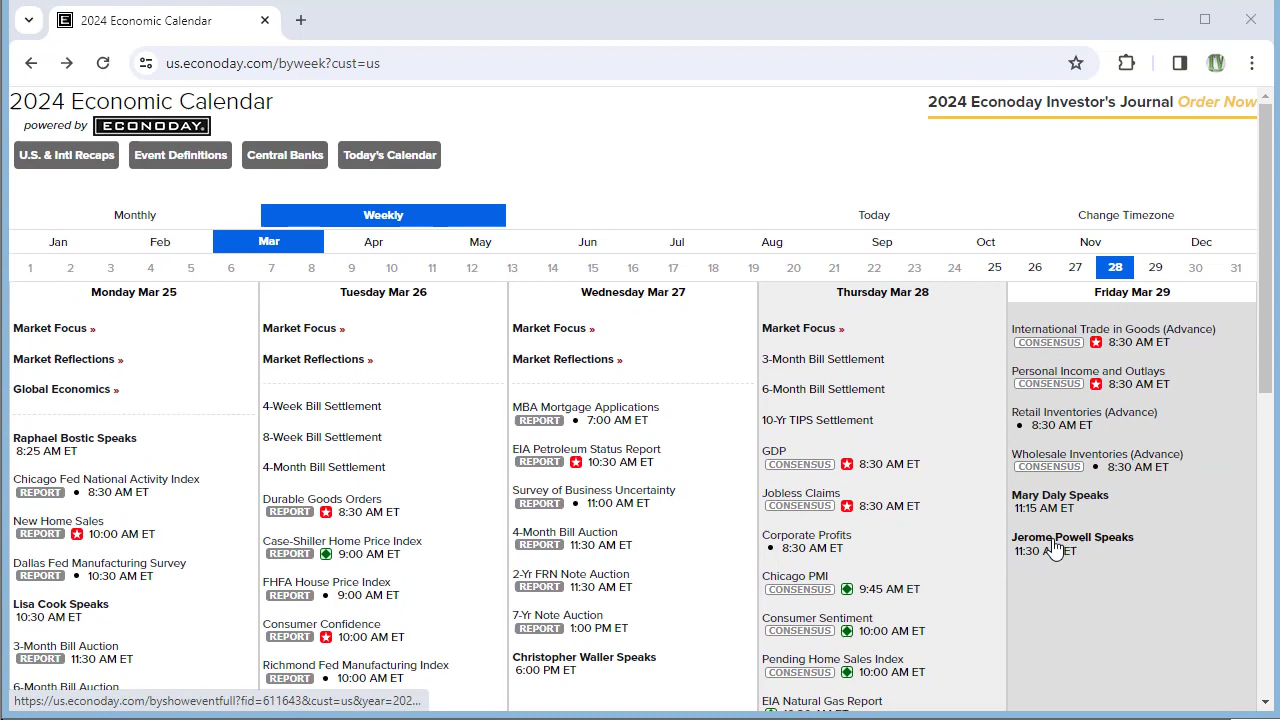 2024 Economic Calendar
us.econoday.com/byweek?cust=us
2024 Economic Calendar
powered by ECONODAY.
2024 Econoday Investor's Journal Order Now
U.S. & Intl Recaps Event Definitions Central Banks Today's Calendar
Monthly Weekly Today Change Timezone
Jan Feb Mar Apr May Jun Jul Aug Sep Oct Nov Dec
1 2 3 4 5 6 7 8 9 10 11 12 13 14 15 16 17 18 19 20 21 22 23 24 25 26 27 28 29 30 31
Monday Mar 25
Market Focus »
Market Reflections »
Global Economics »
Raphael Bostic Speaks
8:25 AM ET
Chicago Fed National Activity Index
REPORT • 8:30 AM ET
New Home Sales
REPORT 10:00 AM ET
Dallas Fed Manufacturing Survey
REPORT • 10:30 AM ET
Lisa Cook Speaks
10:30 AM ET
3-Month Bill Auction
REPORT 11:30 AM ET
6-Month Bill Auction
Tuesday Mar 26
Market Focus »
Market Reflections »
4-Week Bill Settlement
8-Week Bill Settlement
4-Month Bill Settlement
Durable Goods Orders
REPORT 8:30 AM ET
Case-Shiller Home Price Index
REPORT 9:00 AM ET
FHFA House Price Index
REPORT • 9:00 AM ET
Consumer Confidence
REPORT 10:00 AM ET
Richmond Fed Manufacturing Index
REPORT • 10:00 AM ET
Wednesday Mar 27
Market Focus »
Market Reflections »
MBA Mortgage Applications
REPORT • 7:00 AM ET
EIA Petroleum Status Report
REPORT 10:30 AM ET
Survey of Business Uncertainty
REPORT • 11:00 AM ET
4-Month Bill Auction
REPORT 11:30 AM ET
2-Yr FRN Note Auction
REPORT 11:30 AM ET
7-Yr Note Auction
REPORT 1:00 PM ET
Christopher Waller Speaks
6:00 PM ET
Thursday Mar 28
Market Focus »
3-Month Bill Settlement
6-Month Bill Settlement
10-Yr TIPS Settlement
GDP
CONSENSUS 8:30 AM ET
Jobless Claims
CONSENSUS 8:30 AM ET
Corporate Profits
• 8:30 AM ET
Chicago PMI
CONSENSUS 9:45 AM ET
Consumer Sentiment
CONSENSUS 10:00 AM ET
Pending Home Sales Index
CONSENSUS 10:00 AM ET
EIA Natural Gas Report
Friday Mar 29
International Trade in Goods (Advance)
CONSENSUS 8:30 AM ET
Personal Income and Outlays
CONSENSUS 8:30 AM ET
Retail Inventories (Advance)
• 8:30 AM ET
Wholesale Inventories (Advance)
CONSENSUS • 8:30 AM ET
Mary Daly Speaks
11:15 AM ET
Jerome Powell Speaks
11:30 AM ET
https://us.econoday.com/byshoweventfull?fid=611643&cust=us&year=202...